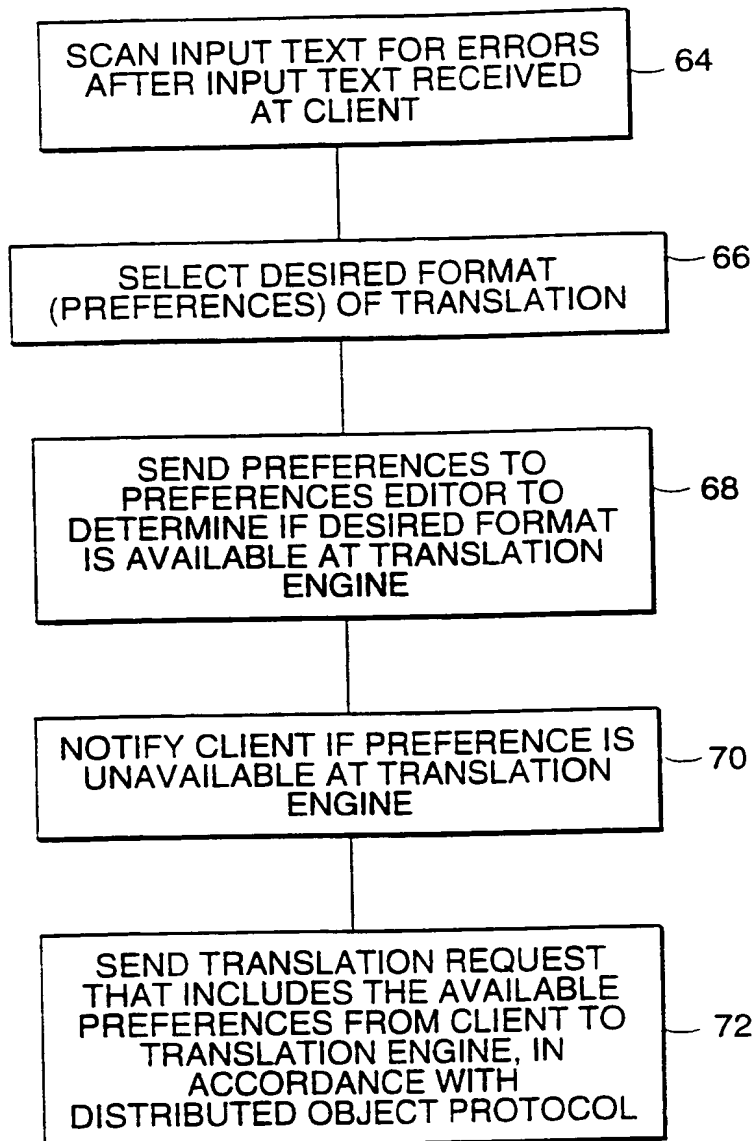 SCAN INPUT TEXT FOR ERRORS
AFTER INPUT TEXT RECEIVED
AT CLIENT
64
SELECT DESIRED FORMAT
(PREFERENCES) OF TRANSLATION
66
SEND PREFERENCES TO
PREFERENCES EDITOR TO
DETERMINE IF DESIRED FORMAT
IS AVAILABLE AT TRANSLATION
ENGINE
68
NOTIFY CLIENT IF PREFERENCE IS
UNAVAILABLE AT TRANSLATION
ENGINE
70
SEND TRANSLATION REQUEST
THAT INCLUDES THE AVAILABLE
PREFERENCES FROM CLIENT TO
TRANSLATION ENGINE, IN
ACCORDANCE WITH
DISTRIBUTED OBJECT PROTOCOL
72